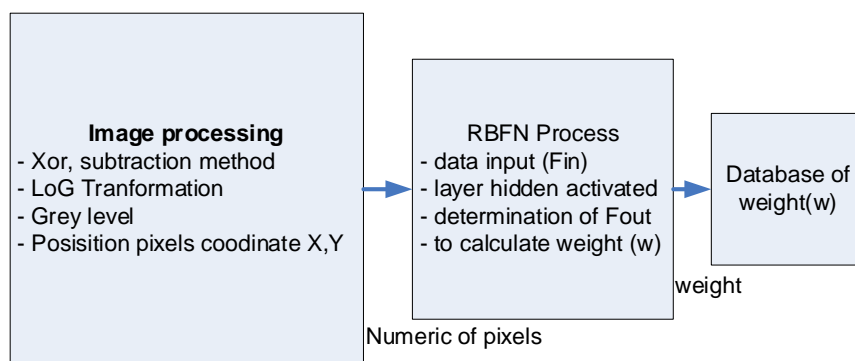 Image processing
- Xor, subtraction method
- LoG Tranformation
- Grey level
- Posisition pixels coodinate X,Y
Numeric of pixels
RBFN Process
- data input (Fin)
- layer hidden activated
- determination of Fout
- to calculate weight (w)
weight
Database of
weight(w)